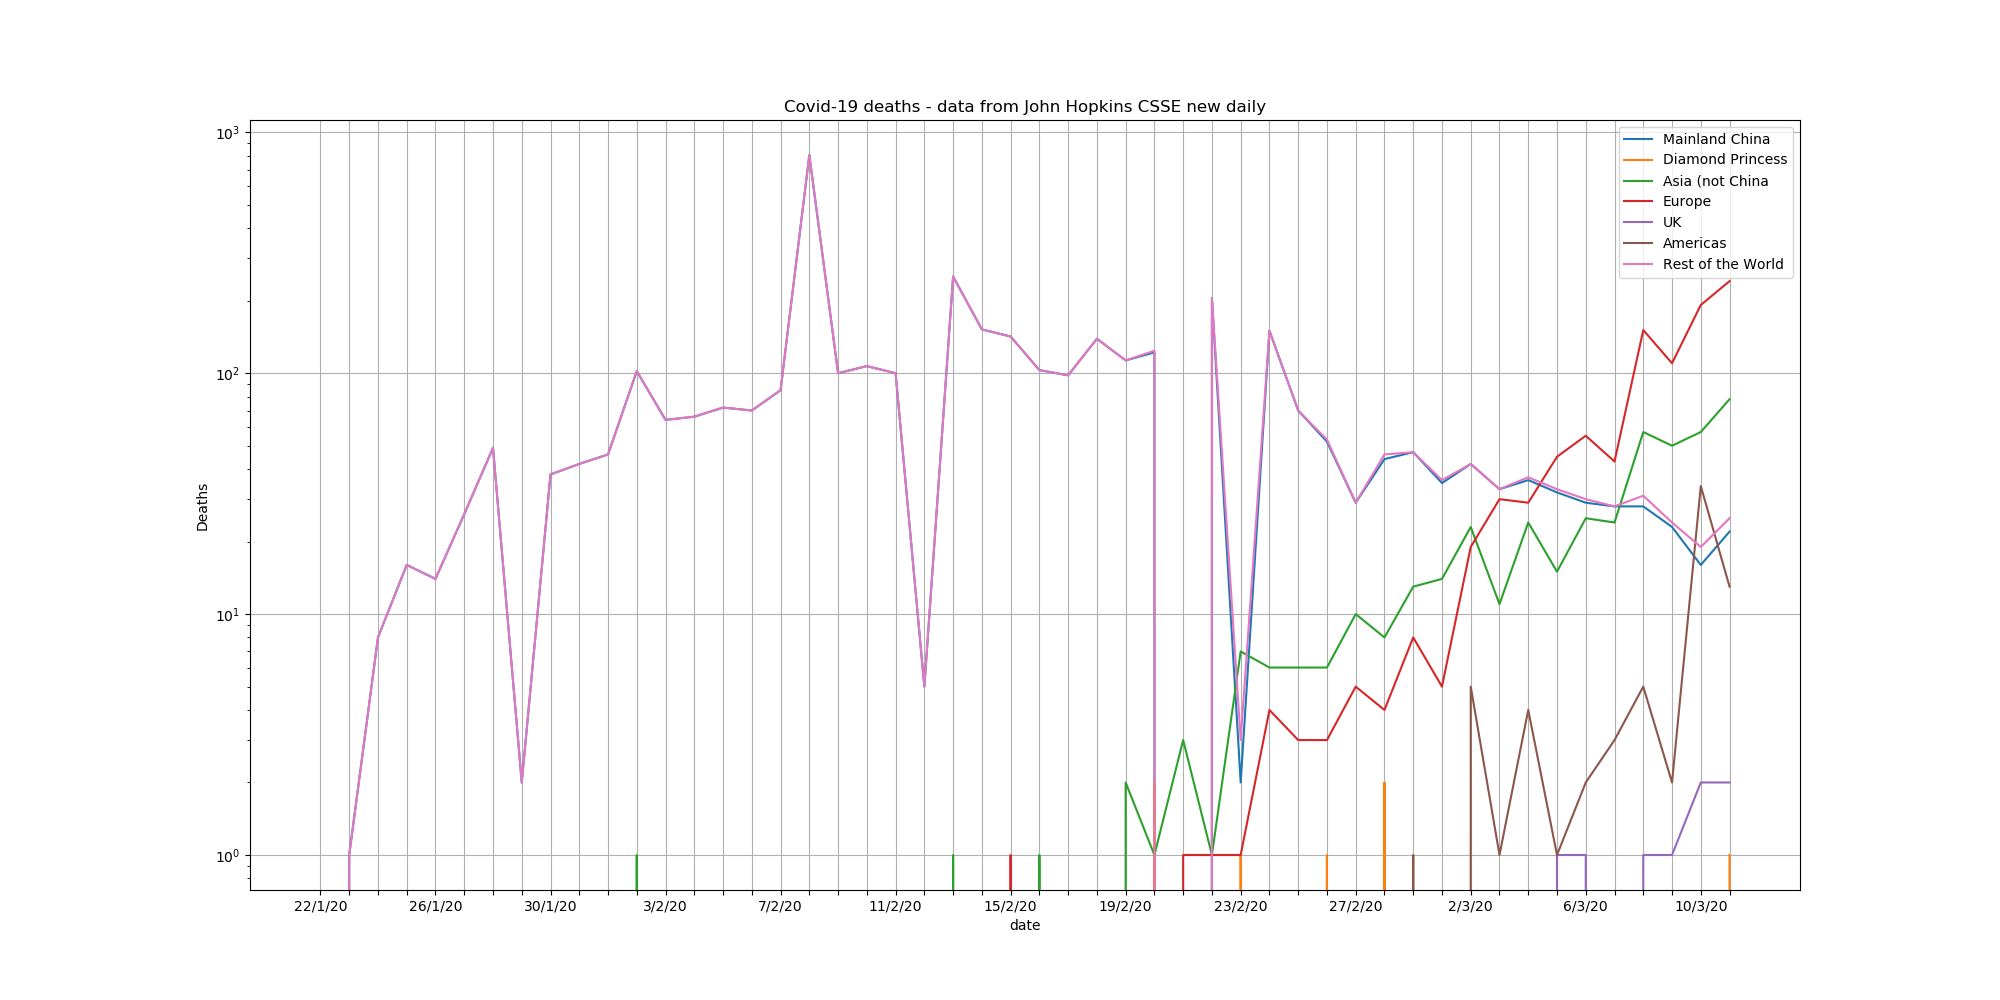 Covid-19 deaths - data from John Hopkins CSSE new daily
10³
10²
10¹
10⁰
Deaths
Mainland China
Diamond Princess
Asia (not China
Europe
UK
Americas
Rest of the World
22/1/20 26/1/20 30/1/20 3/2/20 7/2/20 11/2/20 15/2/20 19/2/20 23/2/20 27/2/20 2/3/20 6/3/20 10/3/20
date